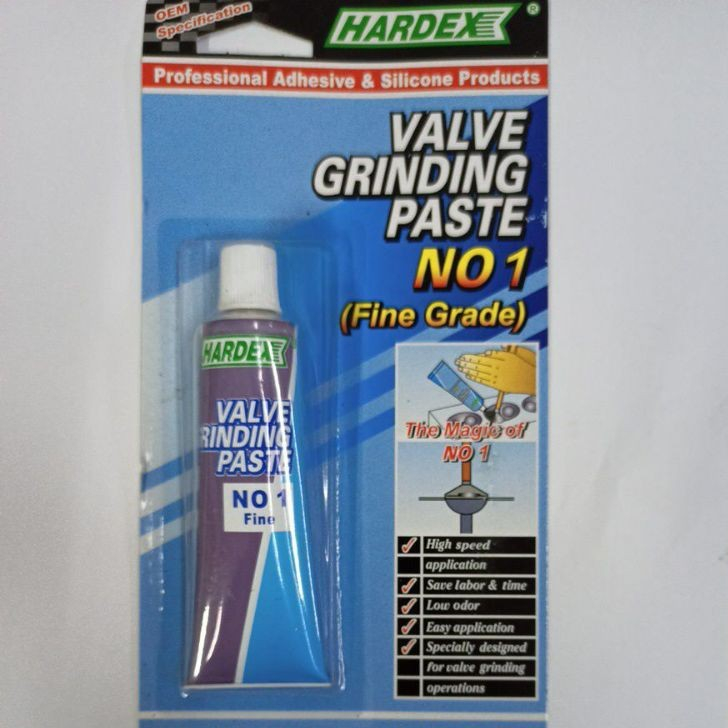 OEM
Specification
HARDEX ®
Professional Adhesive & Silicone Products
VALVE
GRINDING
PASTE
NO 1
(Fine Grade)
HARDEX
VALVE
RINDING
PASTE
NO 1
Fine
The Magic of
NO 1
High speed
application
Save labor & time
Low odor
Easy application
Specially designed
for valve grinding
operations